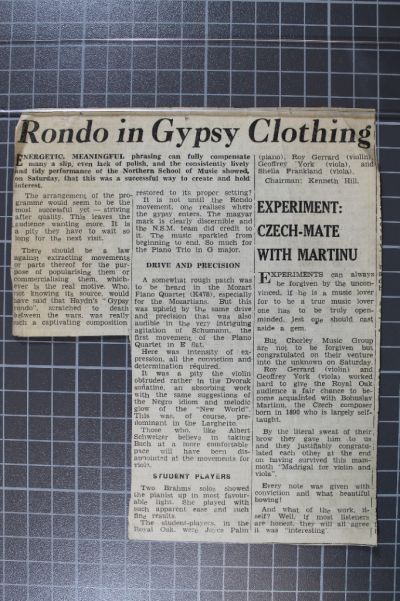 Rondo in Gypsy Clothing
ENERGETIC, MEANINGFUL phrasing can fully compensate
many a slip, even lack of polish, and the consistently lively
and tidy performance of the Northern School of Music showed,
on Saturday, that this was a successful way to create and hold
interest.
The arrangement of the pro-
gramme would seem to be the
most successful yet — striving
after quality. This leaves the
audience wanting more. It is
a pity they have to wait so
long for the next visit.
There should be a law
against extracting movements
or parts thereof for the pur-
pose of popularising them or
commercialising them, which-
ever is the real motive. Who,
not knowing its source, would
have said that Haydn's "Gypsy
rondo", scratched to death
between the wars, was really
such a captivating composition
restored to its proper setting?
It is not until the Rondo
movement, one realises where
the gypsy enters. The magyar
mark is clearly discernible and
the N.S.M. team did credit to
it. The music sparkled from
beginning to end. So much for
the Piano Trio in G major.
DRIVE AND PRECISION
A somewhat rough patch was
to be heard in the Mozart
Piano Quartet (K478), especially
for the Mozartians. But this
was upheld by the same drive
and precision that was also
audible in the very intriguing
agitation of Schumann, the
first movement of the Piano
Quartet in E flat.
Here was intensity of ex-
pression, all the conviction and
determination required.
It was a pity the violin
obtruded rather in the Dvorak
sofatine, an absorbing work
with the same suggestions of
the Negro idiom and melodic
glow of the "New World".
This was, of course, pre-
dominent in the Larghetto.
Those who, like Albert
Schweizer believe in taking
Bach at a more comfortable
pace will have been dis-
appointed at the movements for
violi.
STUDENT PLAYERS
Two Brahms solos showed
the pianist up in most favour-
able light. She played with
such apparent ease and such
fine results.
The student-players, in the
Royal Oak, were Joyce Palin
(piano), Roy Gerrard (violin),
Geoffrey York (viola), and
Sheila Frankland (viola).
Chairman: Kenneth Hill.
EXPERIMENT:
CZECH-MATE
WITH MARTINU
EXPERIMENTS can always
be forgiven by the uncon-
vinced, if he is a music lover
for to be a true music lover
one has to be truly open-
minded, lest one should cast
aside a gem.
But Chorley Music Group
are not to be forgiven but
congratulated on their venture
into the unknown on Saturday.
Roy Gerrard (violin) and
Geoffrey York (viola) worked
hard to give the Royal Oak
audience a fair chance to be-
come acqualnted with Bohuslav
Martinu, the Czech composer
born in 1890 who is largely self-
taught.
By the literal sweat of their
brow they gave him to us
and they justifiably congratu-
lated each other at the end
on having survived this mam-
moth "Madrigal for violin and
viola".
Every note was given with
conviction and what beautiful
bowing!
And what of the work, it-
self? Well, if most listeners
are honest, they will all agree
it was "interesting".